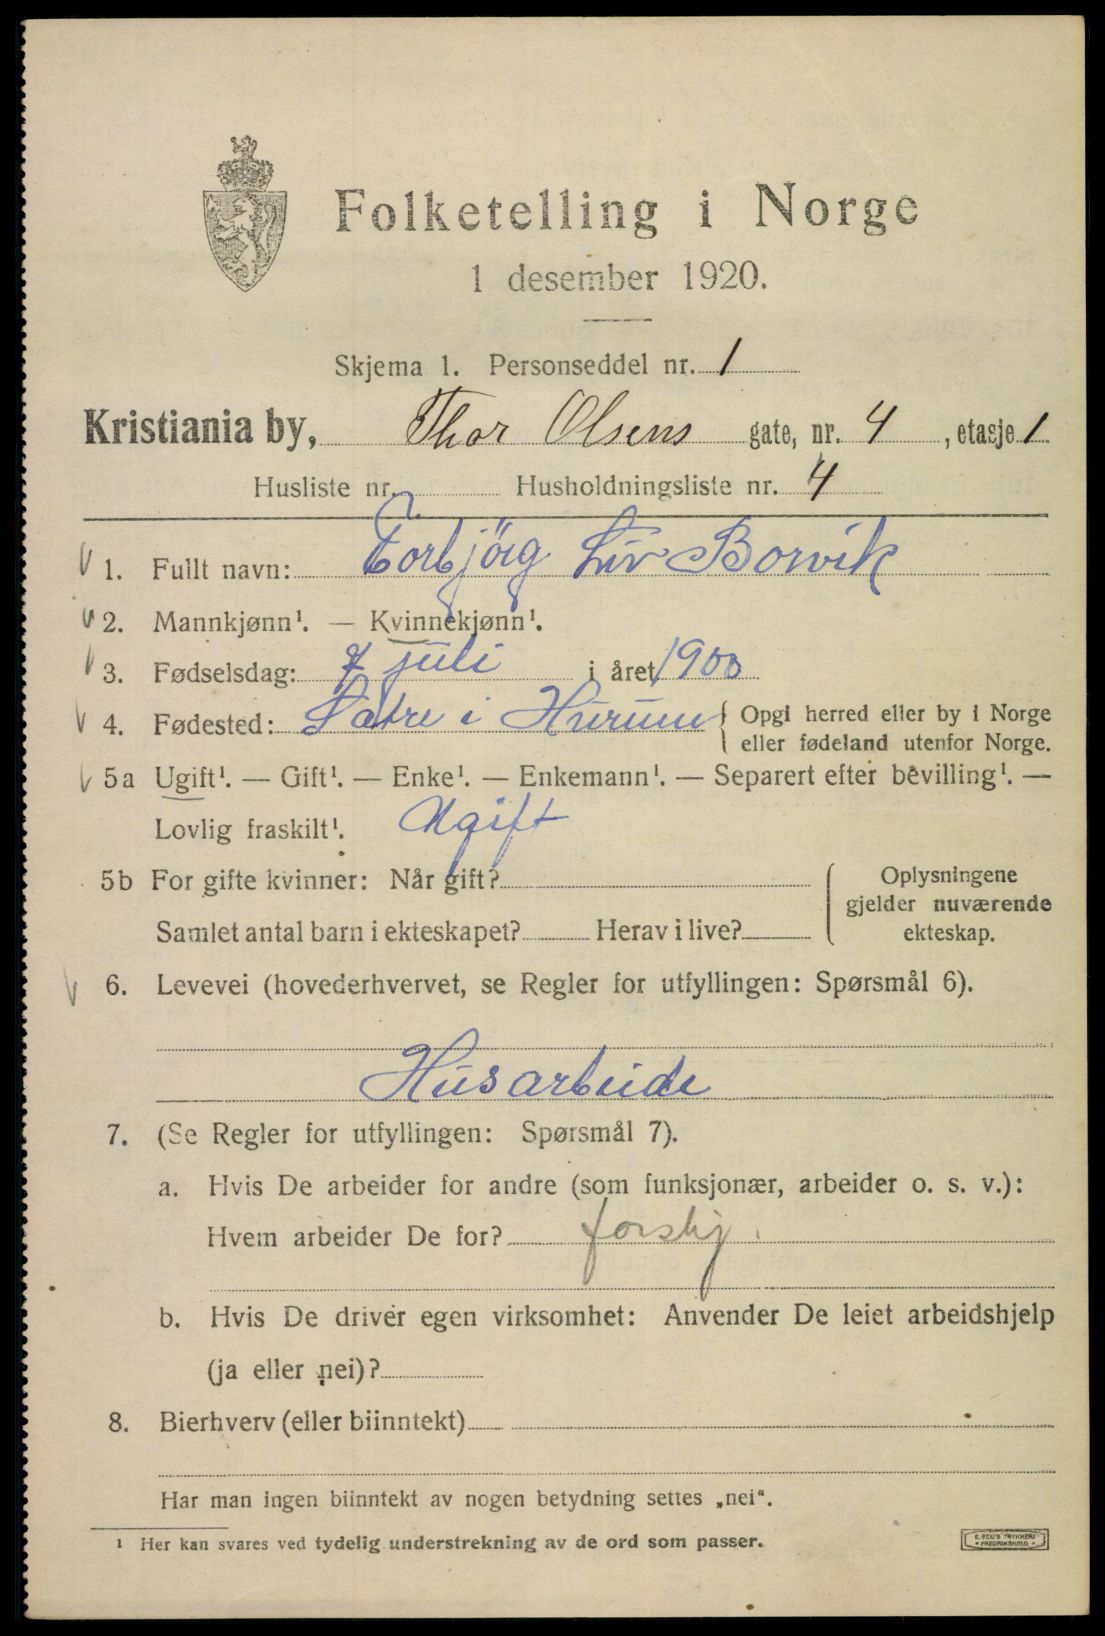 Folketelling i Norge
1 desember 1920.
Skjema 1. Personseddel nr. 1
Kristiania by, Thor Olsens gate, nr. 4, etasje 1
Husliste nr. Husholdningsliste nr. 4
1. Fullt navn: Torbjörg Liv Borvik
2. Mannkjønn¹. — Kvinnekjønn¹.
3. Fødselsdag: 7 juli i året 1900
4. Fødested: Sætre i Hurum { Opgi herred eller by i Norge
eller fødeland utenfor Norge.
5a Ugift¹. — Gift¹. — Enke¹. — Enkemann¹. — Separert efter bevilling¹. —
Lovlig fraskilt¹. Ugift
5b For gifte kvinner: Når gift? { Oplysningene
gjelder nuværende
Samlet antal barn i ekteskapet? Herav i live? ekteskap.
6. Levevei (hovederhvervet, se Regler for utfyllingen: Spørsmål 6).
Husarbeide
7. (Se Regler for utfyllingen: Spørsmål 7).
a. Hvis De arbeider for andre (som funksjonær, arbeider o. s. v.):
Hvem arbeider De for?
b. Hvis De driver egen virksomhet: Anvender De leiet arbeidshjelp
(ja eller nei)?
8. Bierhverv (eller biinntekt)
Har man ingen biinntekt av nogen betydning settes „nei“.
¹ Her kan svares ved tydelig understrekning av de ord som passer.